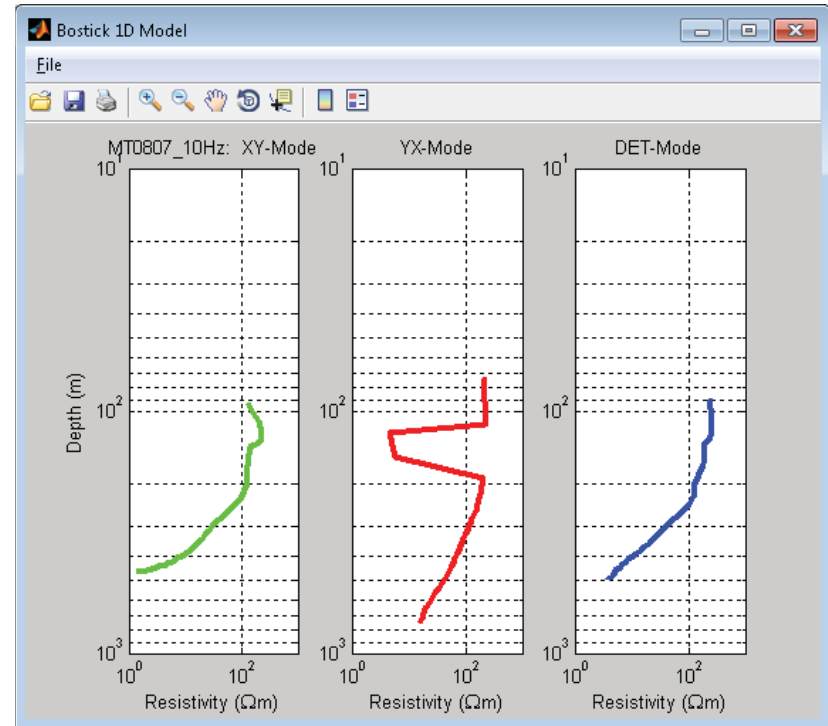 Bostick 1D Model
File
MT0807_10Hz: XY-Mode
YX-Mode
DET-Mode
10¹
10¹
10¹
Depth (m)
10²
10²
10²
10³
10³
10³
10⁰
10²
10⁰
10²
10⁰
10²
Resistivity (Ωm)
Resistivity (Ωm)
Resistivity (Ωm)